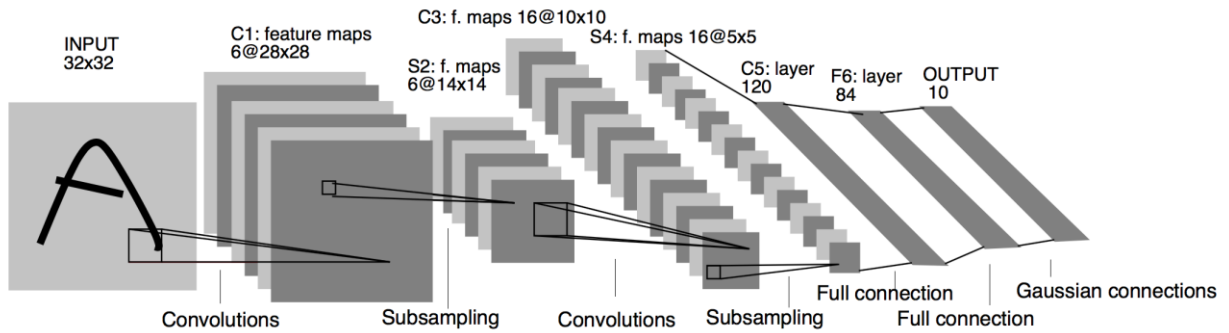 INPUT
32x32
C1: feature maps
6@28x28
S2: f. maps
6@14x14
C3: f. maps 16@10x10
S4: f. maps 16@5x5
C5: layer
120
F6: layer
84
OUTPUT
10
Convolutions
Subsampling
Convolutions
Subsampling
Full connection
Full connection
Gaussian connections
A